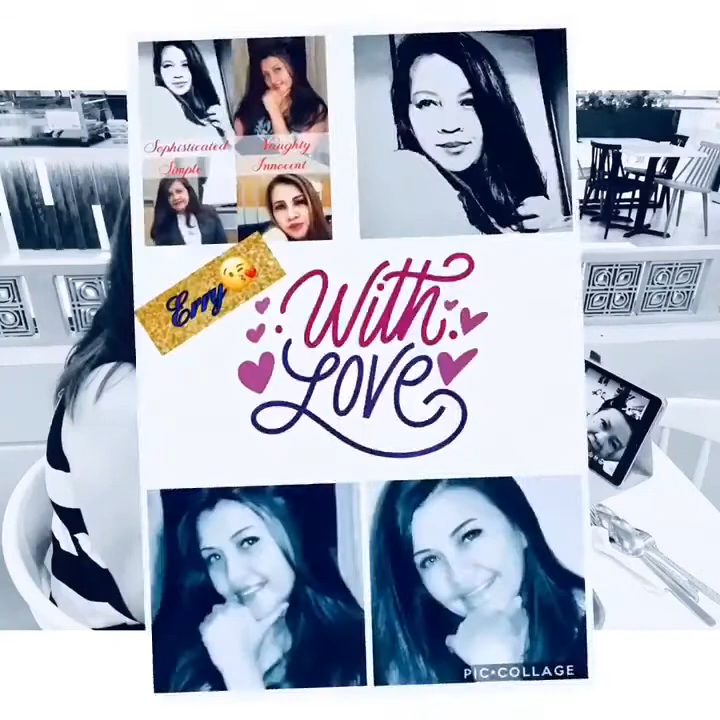 Sophisticated
Naughty
Simple
Innocent
Erry😘
With
Love
PIC•COLLAGE